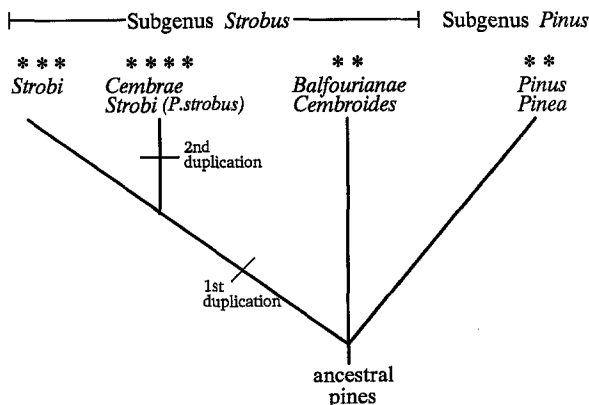 Subgenus Strobus Subgenus Pinus
*** **** ** **
Strobi Cembrae Balfourianae Pinus
Strobi (P.strobus) Cembroides Pinea
2nd
duplication
1st
duplication
ancestral
pines